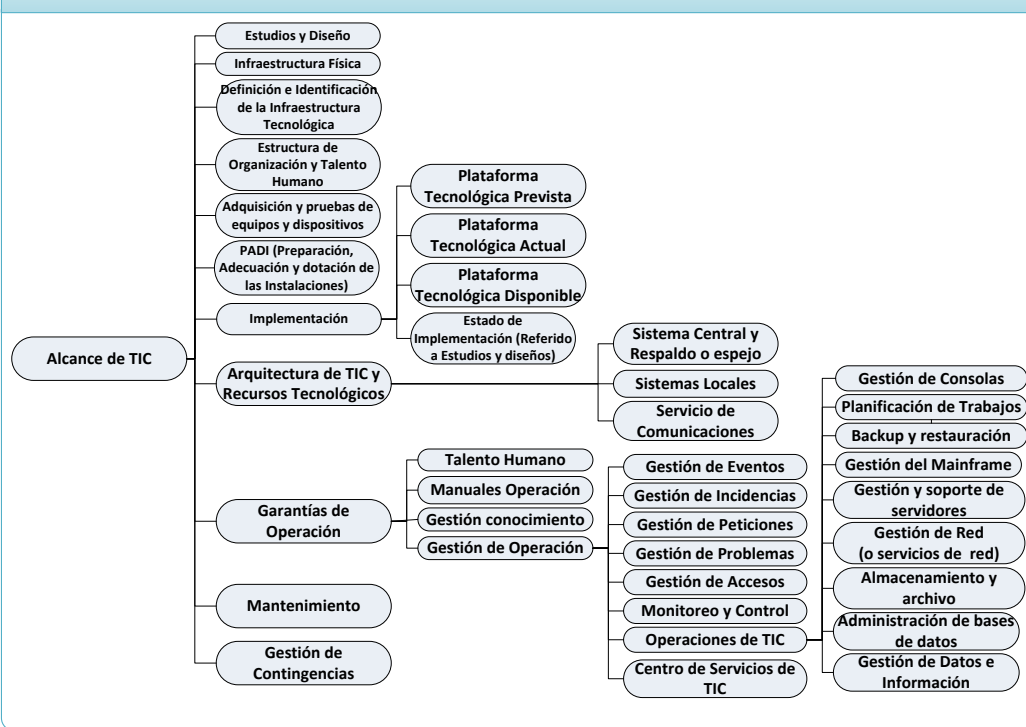 Alcance de TIC
Estudios y Diseño
Infraestructura Física
Definición e Identificación
de la Infraestructura
Tecnológica
Estructura de
Organización y Talento
Humano
Adquisición y pruebas de
equipos y dispositivos
PADI (Preparación,
Adecuación y dotación de
las Instalaciones)
Implementación
Plataforma
Tecnológica Prevista
Plataforma
Tecnológica Actual
Plataforma
Tecnológica Disponible
Estado de
Implementación (Referido
a Estudios y diseños)
Arquitectura de TIC y
Recursos Tecnológicos
Sistema Central y
Respaldo o espejo
Sistemas Locales
Servicio de
Comunicaciones
Garantías de
Operación
Talento Humano
Manuales Operación
Gestión conocimiento
Gestión de Operación
Gestión de Eventos
Gestión de Incidencias
Gestión de Peticiones
Gestión de Problemas
Gestión de Accesos
Monitoreo y Control
Operaciones de TIC
Centro de Servicios de
TIC
Gestión de Consolas
Planificación de Trabajos
Backup y restauración
Gestión del Mainframe
Gestión y soporte de
servidores
Gestión de Red
(o servicios de red)
Almacenamiento y
archivo
Administración de bases
de datos
Gestión de Datos e
Información
Mantenimiento
Gestión de
Contingencias